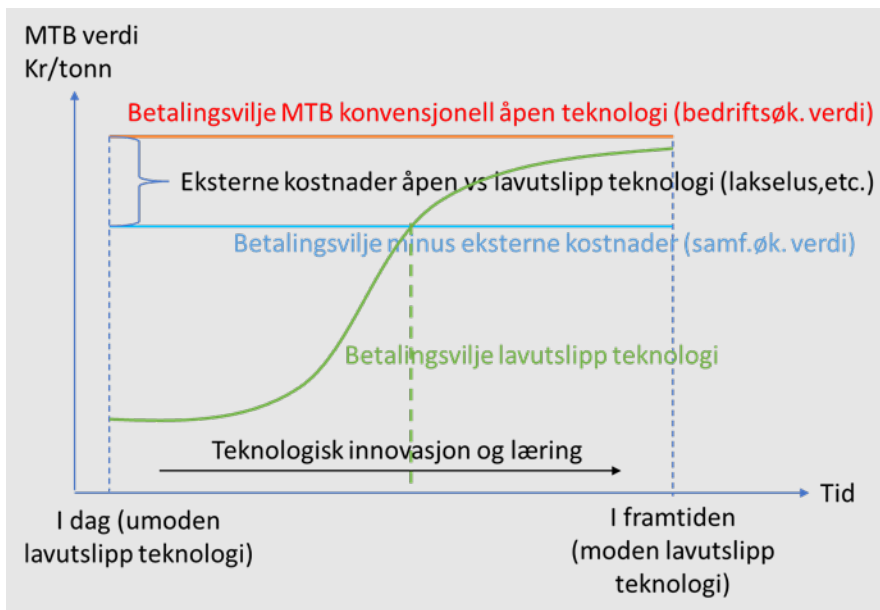 MTB verdi
Kr/tonn
Betalingsvilje MTB konvensjonell åpen teknologi (bedriftsøk. verdi)
Eksterne kostnader åpen vs lavutslipp teknologi (lakselus,etc.)
Betalingsvilje minus eksterne kostnader (samf.øk. verdi)
Betalingsvilje lavutslipp teknologi
Teknologisk innovasjon og læring
Tid
I dag (umoden
lavutslipp teknologi)
I framtiden
(moden lavutslipp
teknologi)